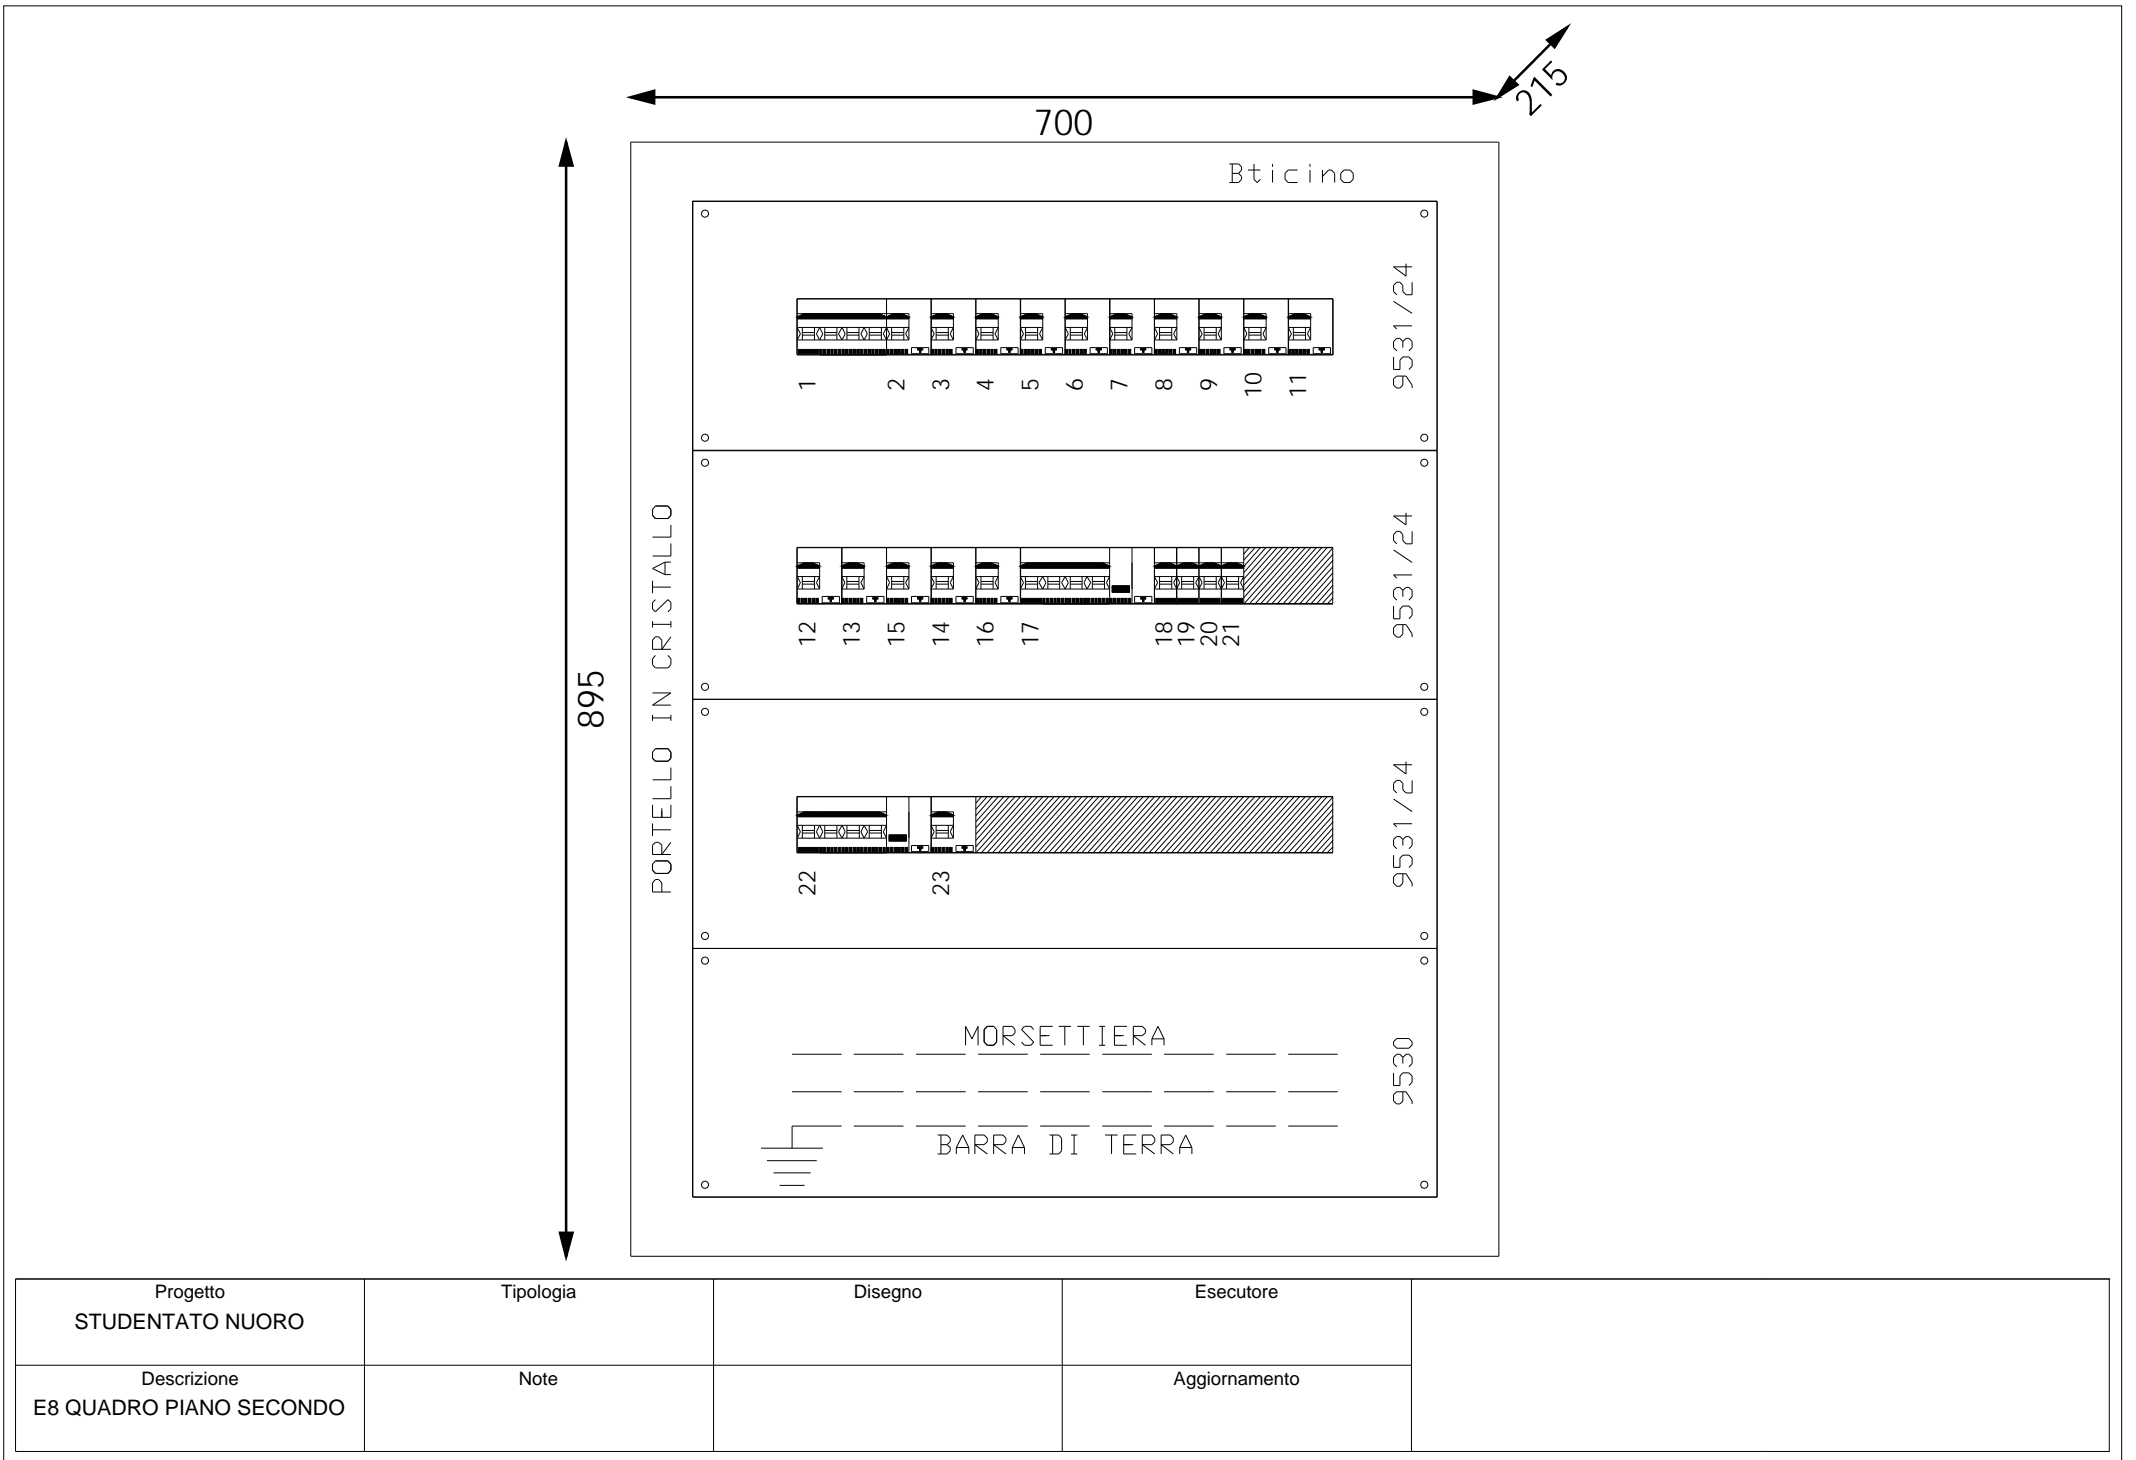 215
700
Bticino
9531/24
1 2 3 4 5 6 7 8 9 10 11
9531/24
12 13 15 14 16 17 18 19 20 21
PORTELLO IN CRISTALLO
895
9531/24
22 23
MORSETTIERA
9530
BARRA DI TERRA
Progetto
STUDENTATO NUORO
Tipologia
Disegno
Esecutore
Descrizione
E8 QUADRO PIANO SECONDO
Note
Aggiornamento